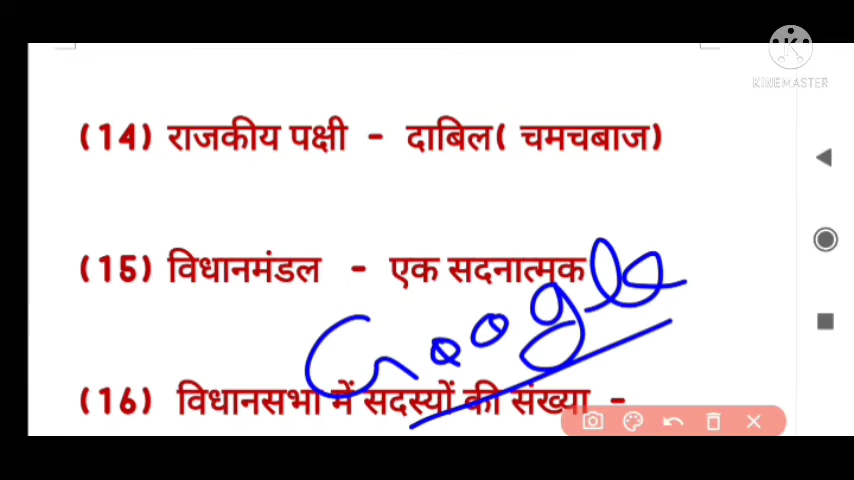 KINEMASTER
(14) राजकीय पक्षी - दाबिल( चमचबाज)
(15) विधानमंडल - एक सदनात्मक
Google
(16) विधानसभा में सदस्यों की संख्या -